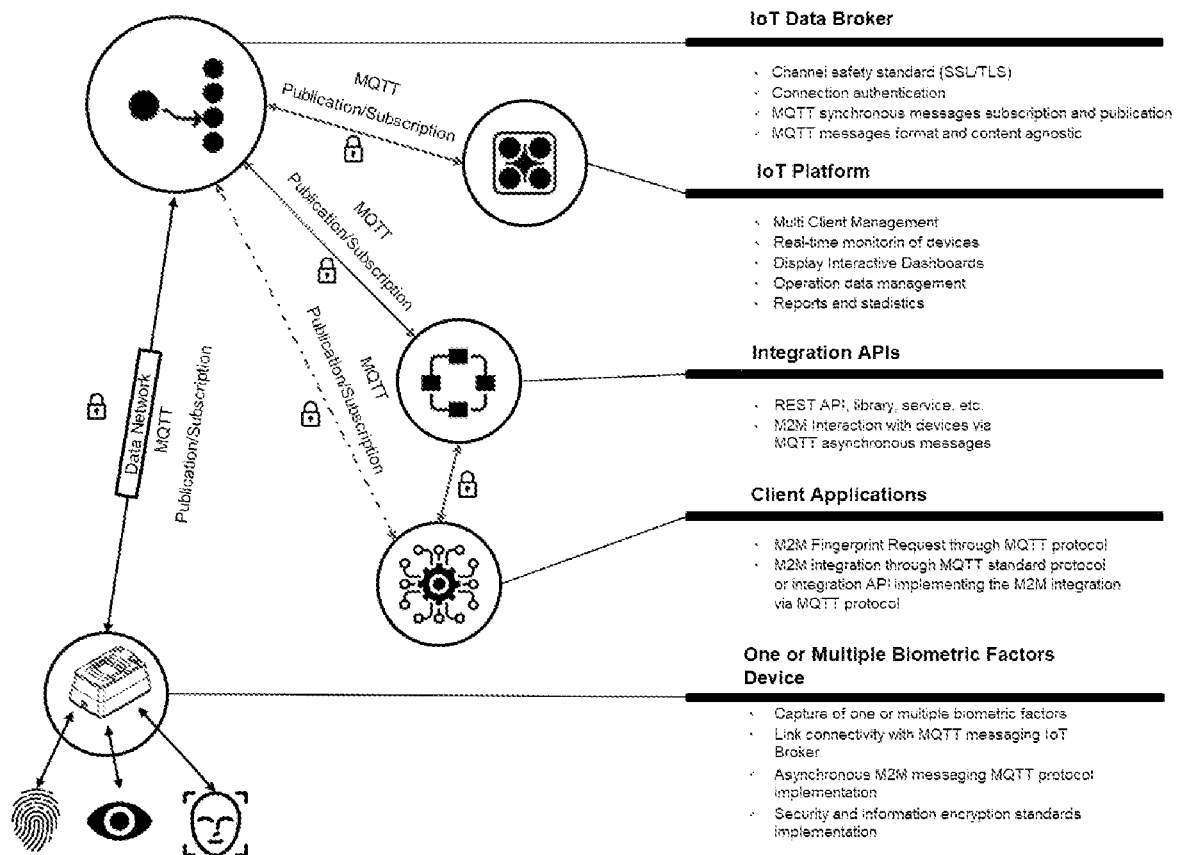 IoT Data Broker
Channel safety standard (SSL/TLS)
Connection authentication
MQTT synchronous messages subscription and publication
MQTT messages format and content agnostic
MQTT
Publication/Subscription
IoT Platform
Multi Client Management
Real-time monitorin of devices
Display Interactive Dashboards
Operation data management
Reports and stadistics
MQTT
Publication/Subscription
Integration APIs
REST API, library, service, etc.
M2M Interaction with devices via
MQTT asynchronous messages
MQTT
Publication/Subscription
Data Network
MQTT
Publication/Subscription
Client Applications
M2M Fingerprint Request through MQTT protocol
M2M integration through MQTT standard protocol
or integration API implementing the M2M integration
via MQTT protocol
One or Multiple Biometric Factors
Device
Capture of one or multiple biometric factors
Link connectivity with MQTT messaging IoT
Broker
Asynchronous M2M messaging MQTT protocol
implementation
Security and information encryption standards
implementation